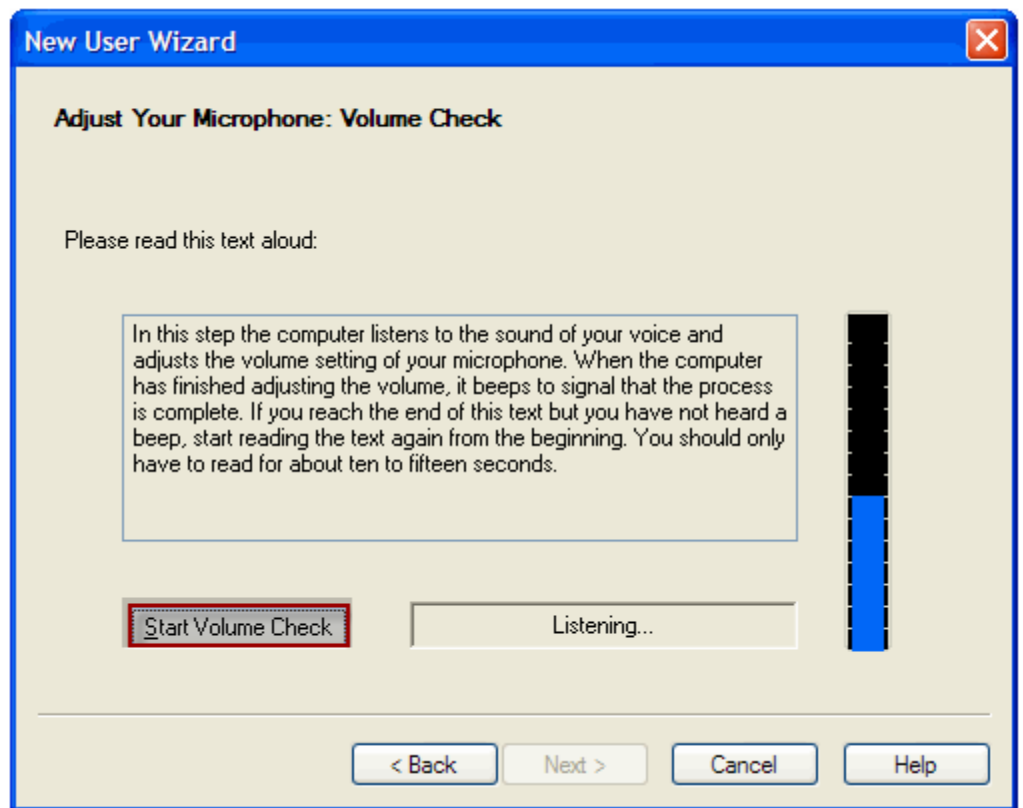 New User Wizard
Adjust Your Microphone: Volume Check
Please read this text aloud:
In this step the computer listens to the sound of your voice and
adjusts the volume setting of your microphone. When the computer
has finished adjusting the volume, it beeps to signal that the process
is complete. If you reach the end of this text but you have not heard a
beep, start reading the text again from the beginning. You should only
have to read for about ten to fifteen seconds.
Start Volume Check
Listening...
< Back
Next >
Cancel
Help